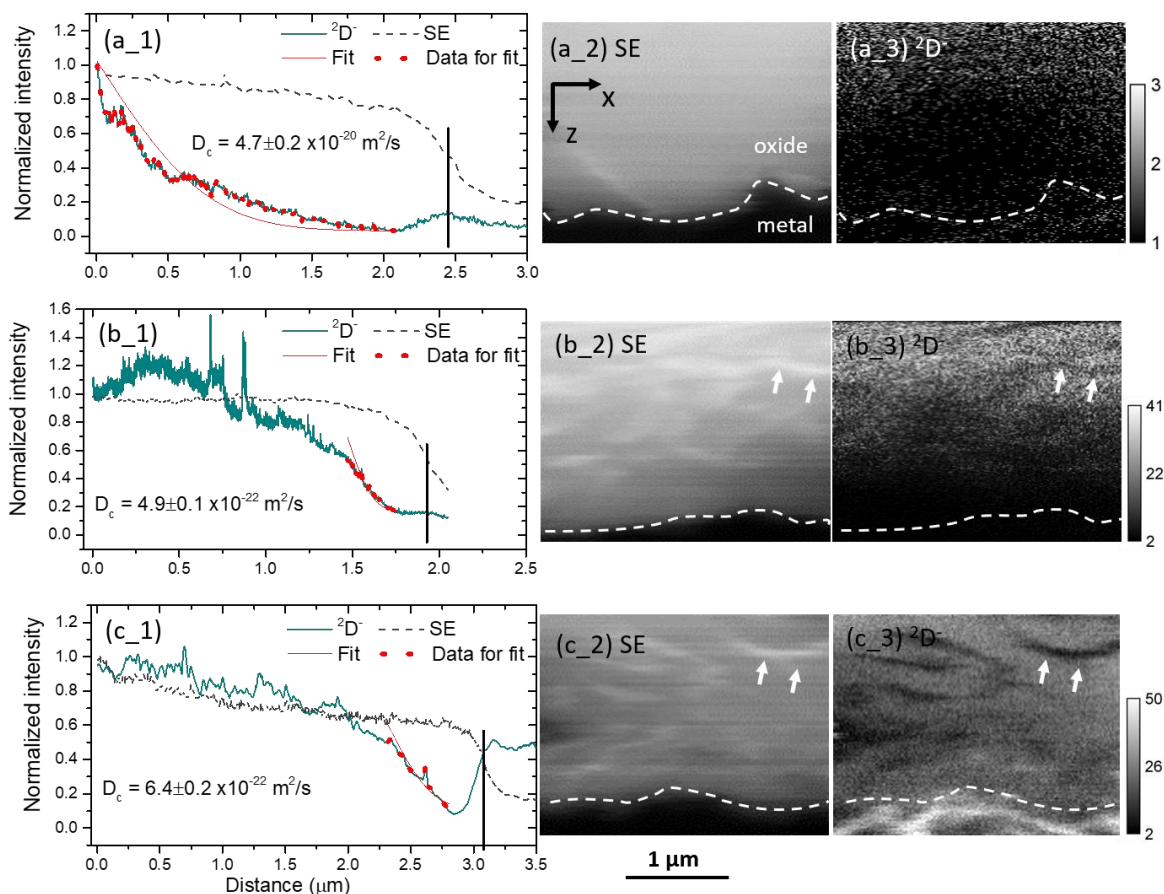 (a_1)
²D⁻ SE
Fit Data for fit
D_c = 4.7±0.2 x10⁻²⁰ m²/s
Normalized intensity
1.2
1.0
0.8
0.6
0.4
0.2
0.0
0.0 0.5 1.0 1.5 2.0 2.5 3.0
(a_2) SE
X
Z
oxide
metal
(a_3) ²D⁻
3
1
(b_1)
²D⁻ SE
Fit Data for fit
D_c = 4.9±0.1 x10⁻²² m²/s
Normalized intensity
1.6
1.4
1.2
1.0
0.8
0.6
0.4
0.2
0.0
0.0 0.5 1.0 1.5 2.0 2.5
(b_2) SE
(b_3) ²D⁻
41
22
2
(c_1)
²D⁻ SE
Fit Data for fit
D_c = 6.4±0.2 x10⁻²² m²/s
Normalized intensity
1.2
1.0
0.8
0.6
0.4
0.2
0.0
0.0 0.5 1.0 1.5 2.0 2.5 3.0 3.5
Distance (μm)
(c_2) SE
(c_3) ²D⁻
50
26
2
1 μm